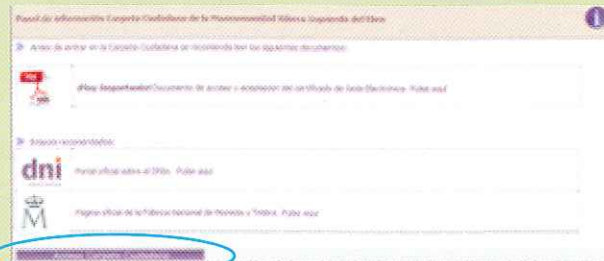 Panel de información Carpeta Ciudadana de la Mancomunidad Ribera Izquierda del Ebro
Antes de entrar en la Carpeta Ciudadana se recomienda leer los siguientes documentos:
¡Muy Importante! Documento de acceso y aceptación del certificado de Sede Electrónica. Pulse aquí
Enlaces recomendados:
dni
Portal oficial sobre el DNIe. Pulse aquí
M
Página oficial de la Fábrica Nacional de Moneda y Timbre. Pulse aquí